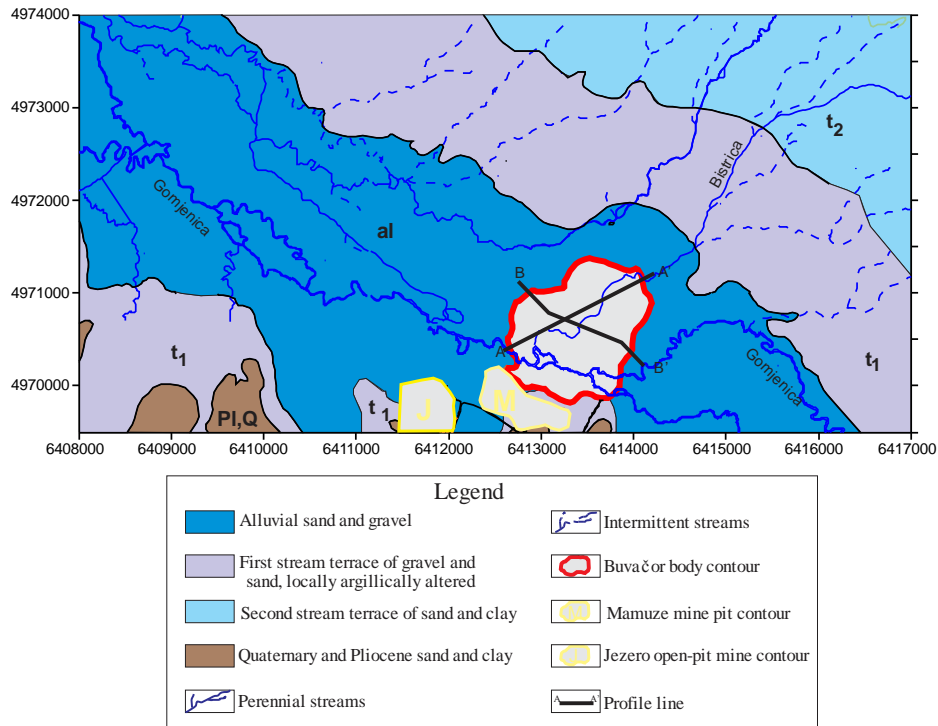 4974000
4973000
4972000
4971000
4970000
6408000 6409000 6410000 6411000 6412000 6413000 6414000 6415000 6416000 6417000
t2
Bistrica
Gomjenica
al
B
A'
A
B'
t1
t1
Gomjenica
t1
J
M
Pl,Q
Legend
Alluvial sand and gravel
First stream terrace of gravel and
sand, locally argillically altered
Second stream terrace of sand and clay
Quaternary and Pliocene sand and clay
Perennial streams
Intermittent streams
Buvač or body contour
Mamuze mine pit contour
Jezero open-pit mine contour
A A' Profile line